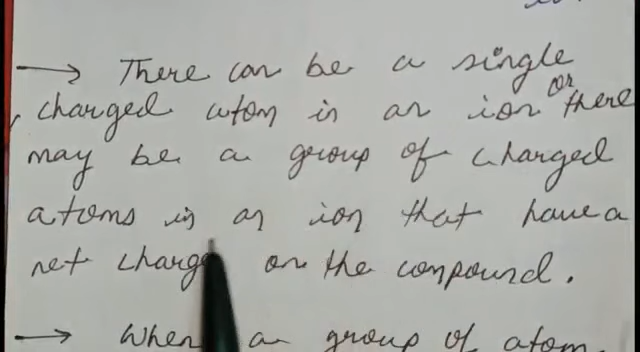 → There can be a single
charged atom in an ion or there
may be a group of charged
atoms in an ion that have a
net charge on the compound.
→ When a group of atom